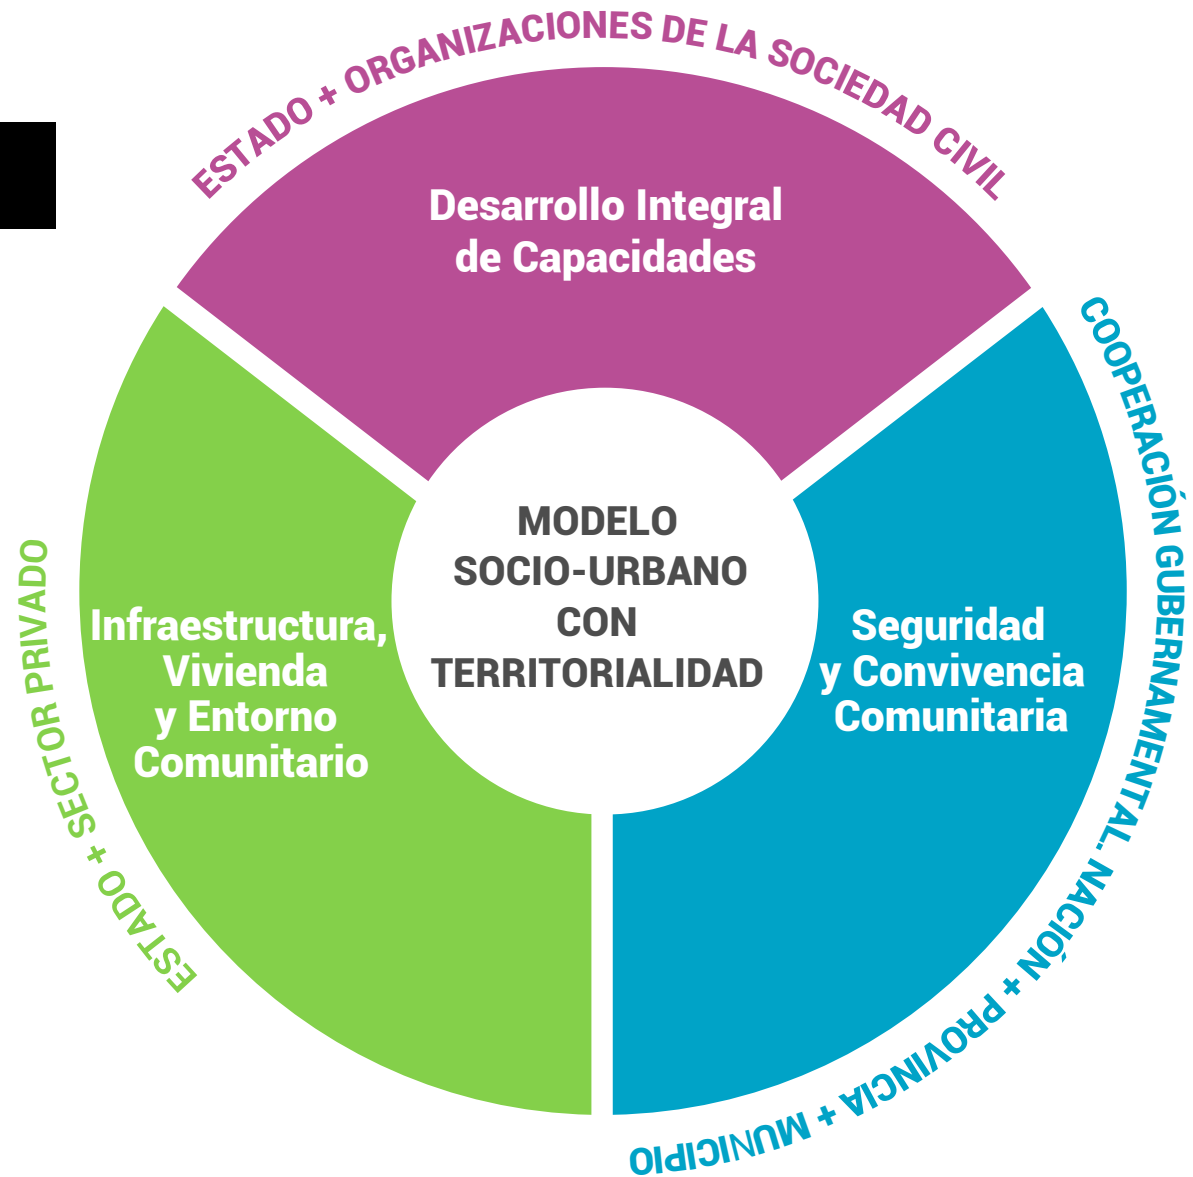 ESTADO + ORGANIZACIONES DE LA SOCIEDAD CIVIL
Desarrollo Integral
de Capacidades
COOPERACIÓN GUBERNAMENTAL. NACIÓN + PROVINCIA + MUNICIPIO
MODELO
SOCIO-URBANO
CON
TERRITORIALIDAD
ESTADO + SECTOR PRIVADO
Infraestructura,
Vivienda
y Entorno
Comunitario
Seguridad
y Convivencia
Comunitaria